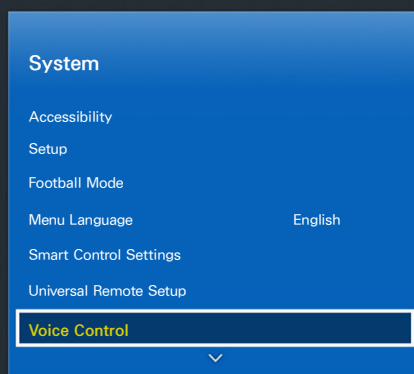 System
Accessibility
Setup
Football Mode
Menu Language English
Smart Control Settings
Universal Remote Setup
Voice Control